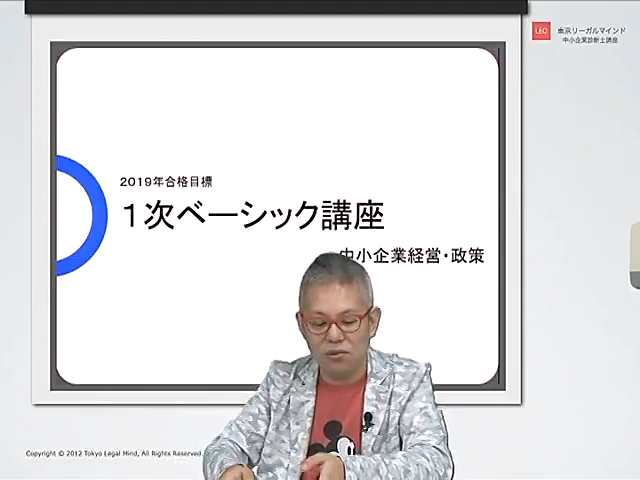 LEC 東京リーガルマインド
中小企業診断士講座
2019年合格目標
1次ベーシック講座
中小企業経営・政策
Copyright © 2012 Tokyo Legal Mind, All Rights Reserved